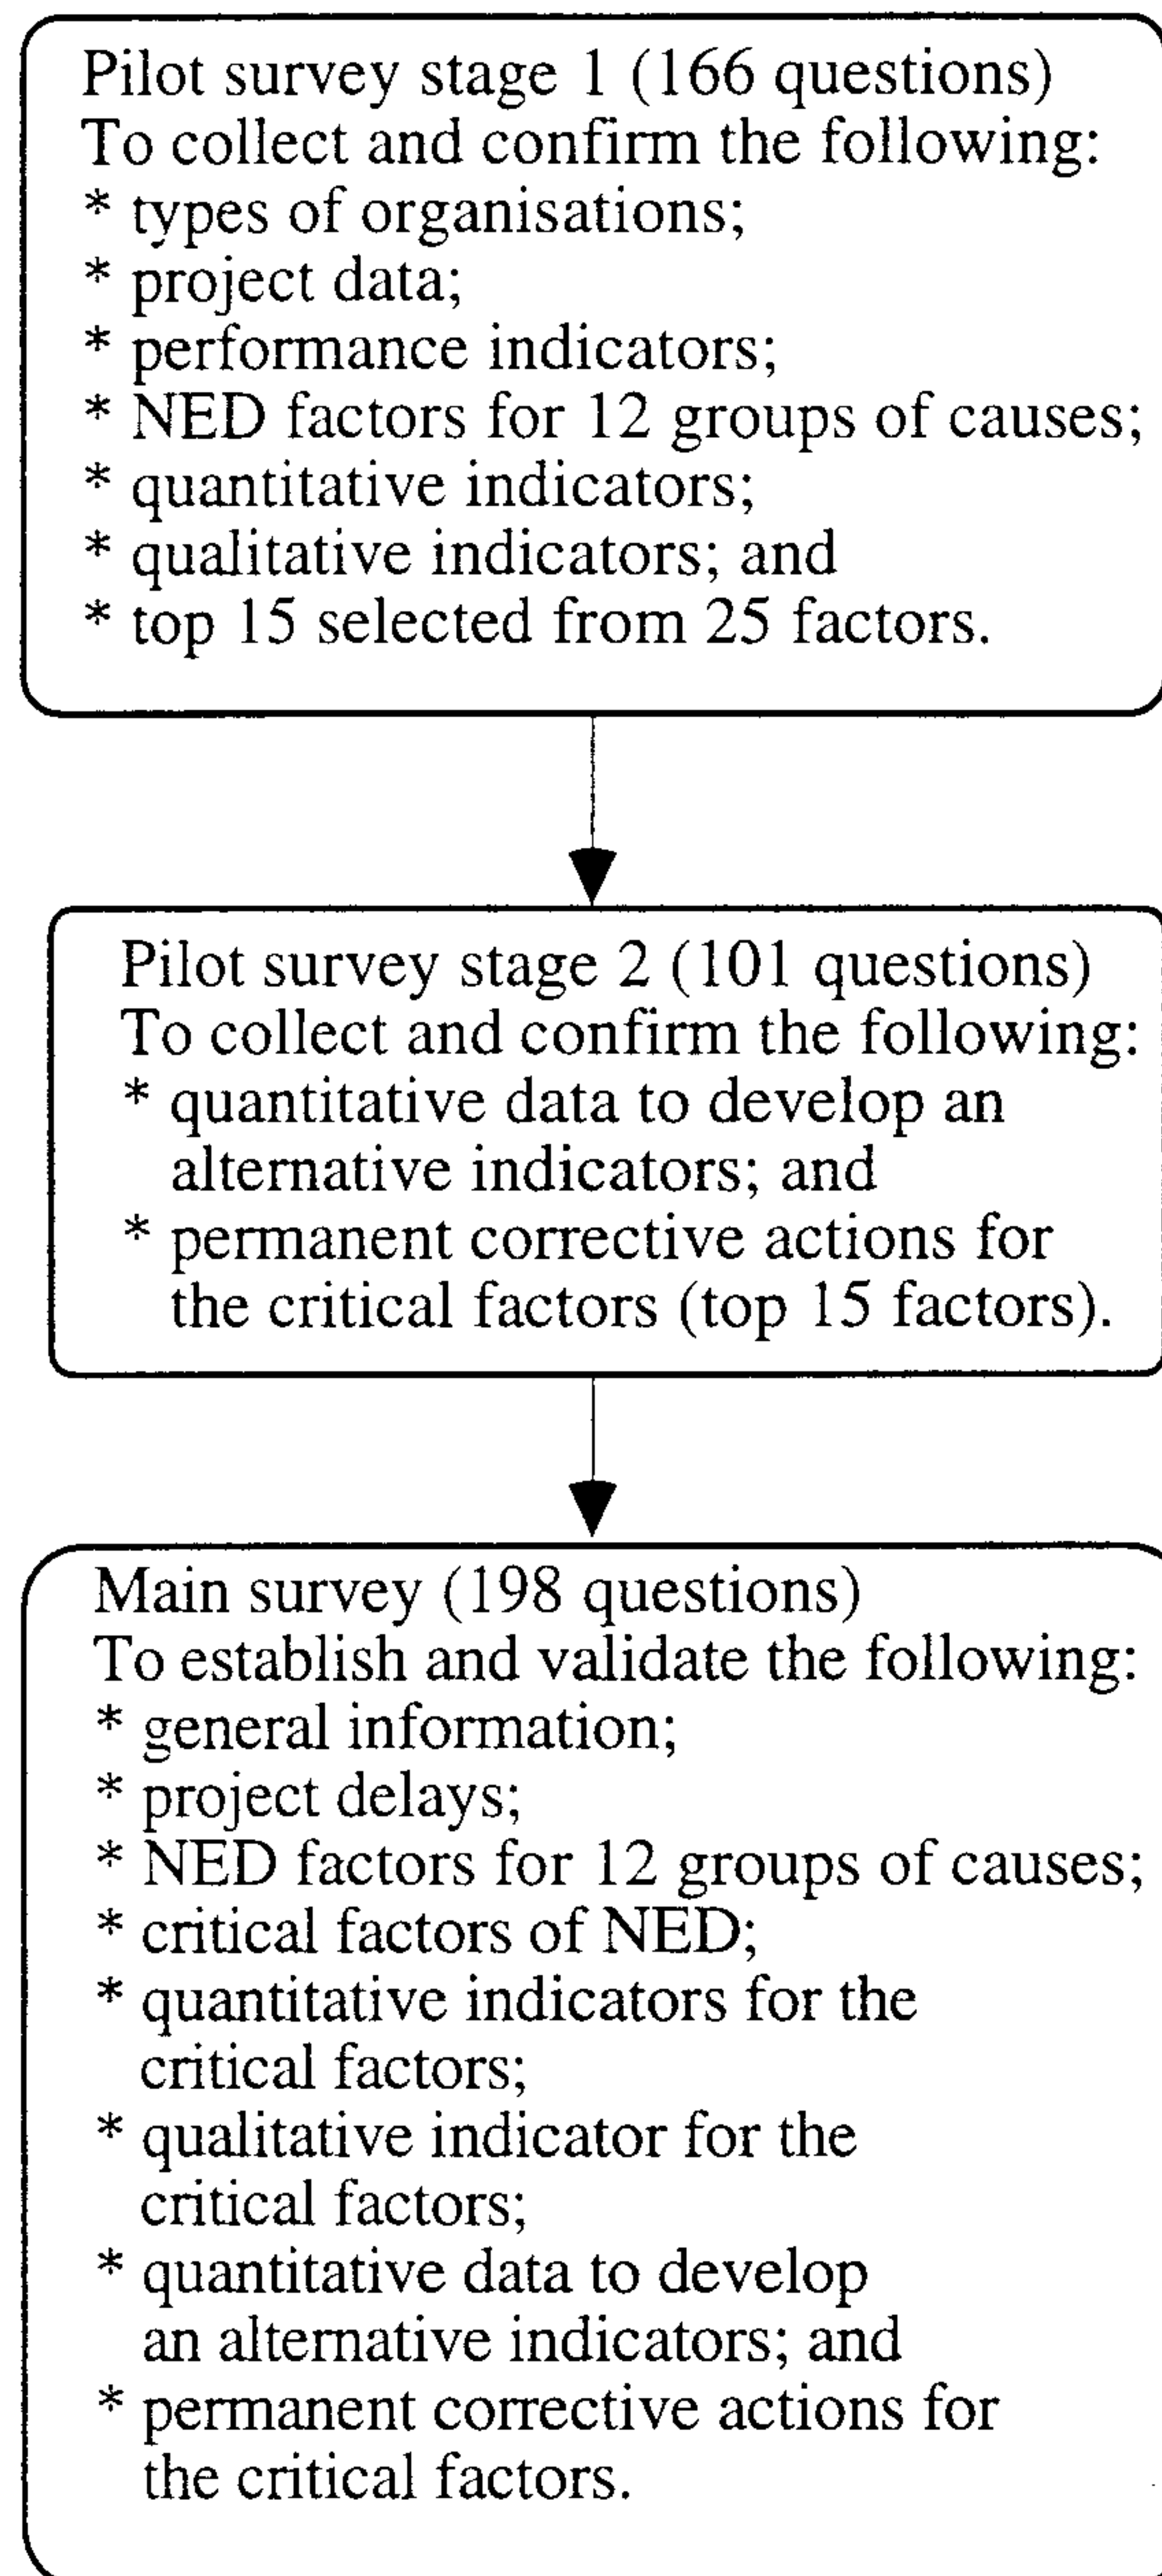 Pilot survey stage 1 (166 questions)
To collect and confirm the following:
* types of organisations;
* project data;
* performance indicators;
* NED factors for 12 groups of causes;
* quantitative indicators;
* qualitative indicators; and
* top 15 selected from 25 factors.
Pilot survey stage 2 (101 questions)
To collect and confirm the following:
* quantitative data to develop an
alternative indicators; and
* permanent corrective actions for
the critical factors (top 15 factors).
Main survey (198 questions)
To establish and validate the following:
* general information;
* project delays;
* NED factors for 12 groups of causes;
* critical factors of NED;
* quantitative indicators for the
critical factors;
* qualitative indicator for the
critical factors;
* quantitative data to develop
an alternative indicators; and
* permanent corrective actions for
the critical factors.